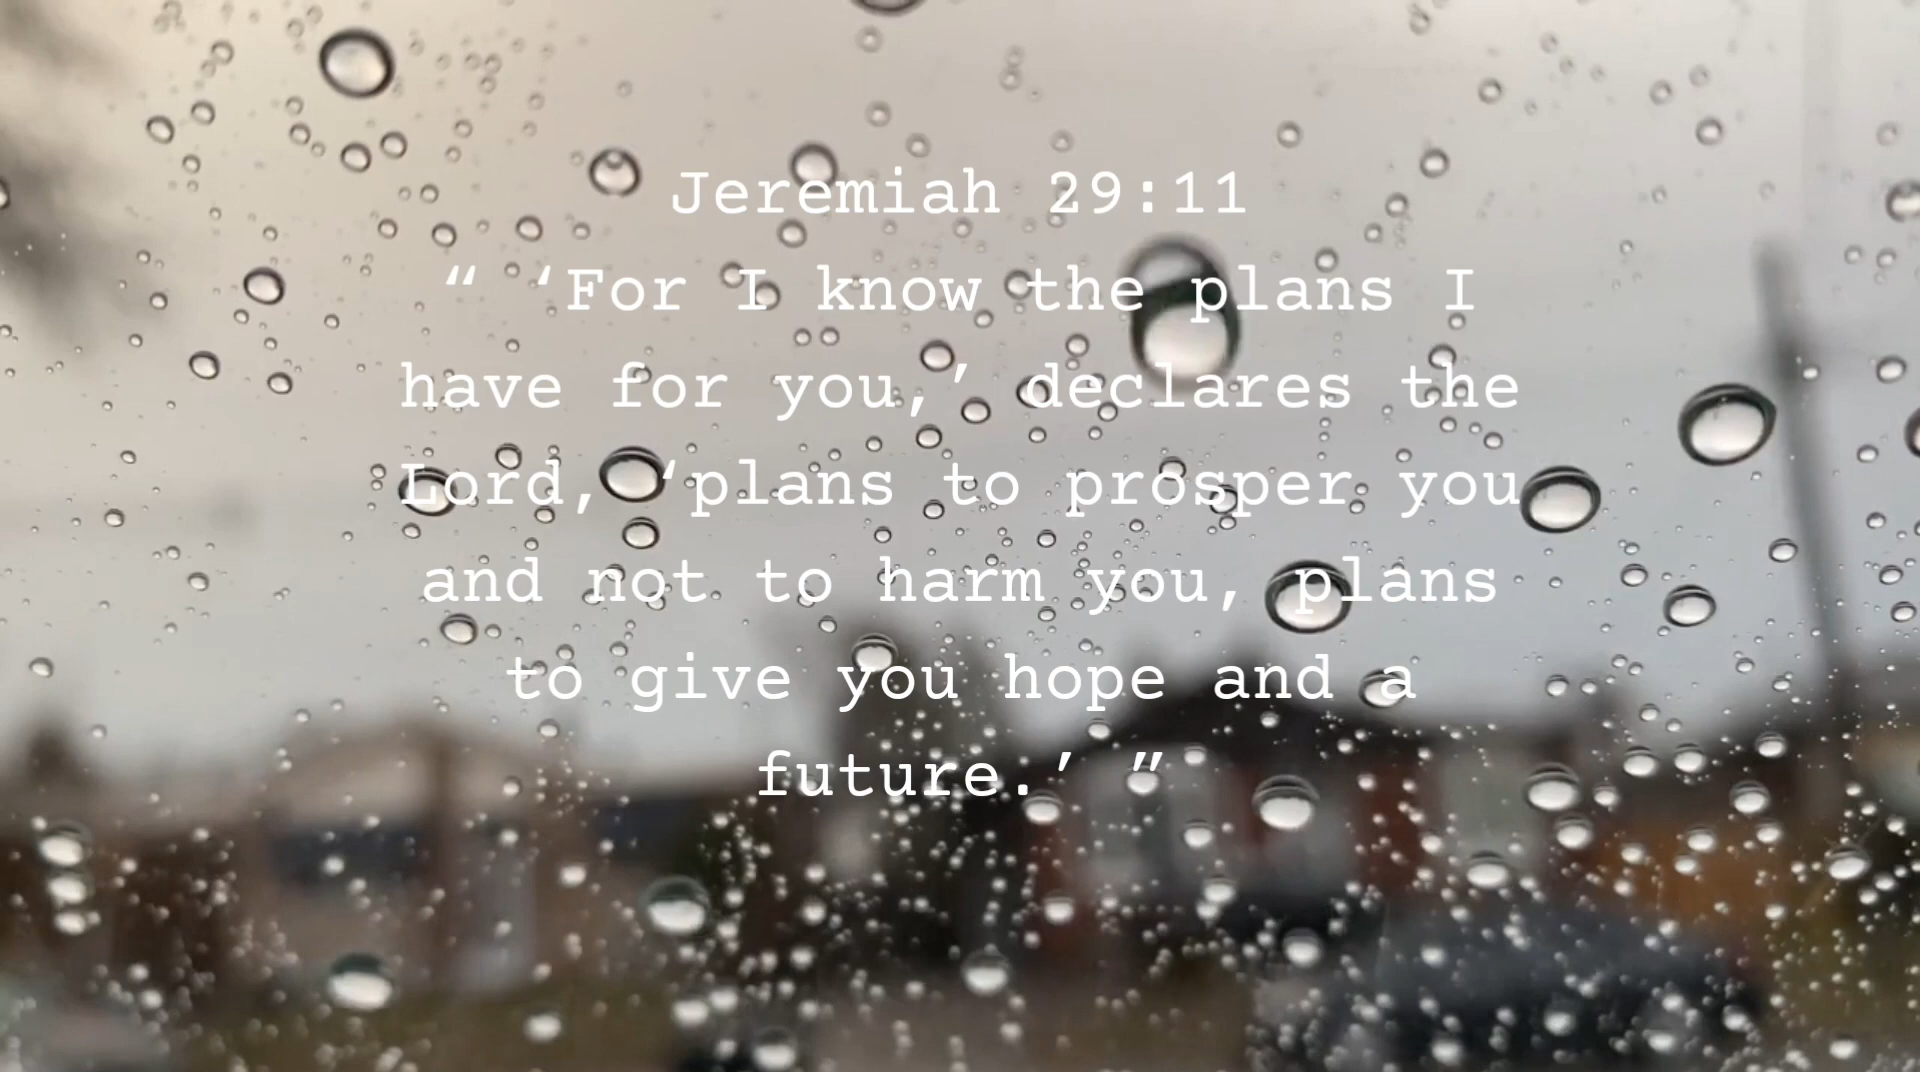 Jeremiah 29:11
“ ‘For I know the plans I
have for you,’ declares the
Lord, ‘plans to prosper you
and not to harm you, plans
to give you hope and a
future.’ ”